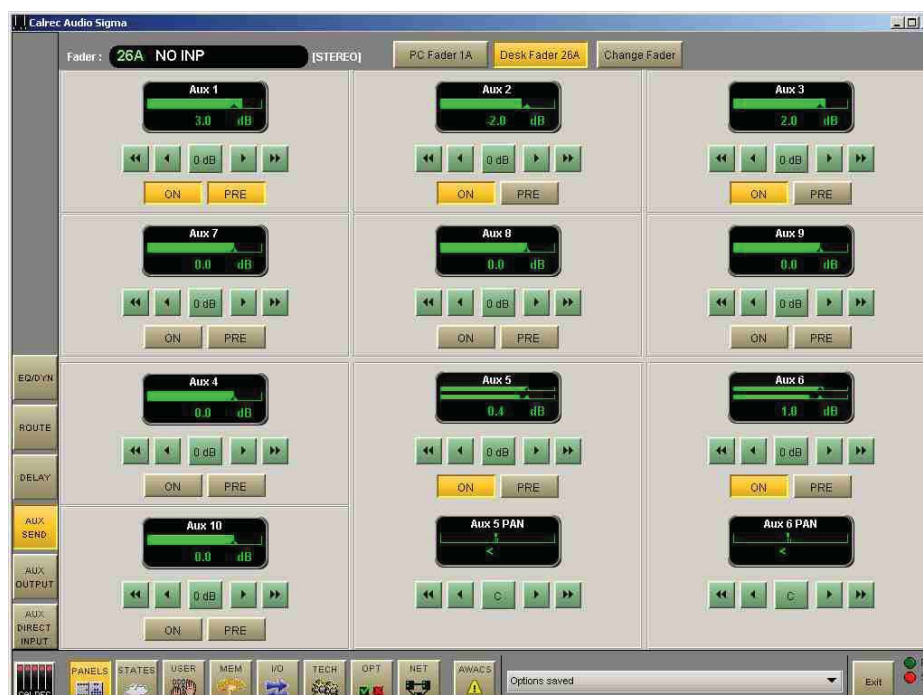 Calrec Audio Sigma
Fader : 26A NO INP [STEREO] PC Fader 1A Desk Fader 26A Change Fader
Aux 1 Aux 2 Aux 3
3.0 dB -2.0 dB 2.0 dB
0 dB 0 dB 0 dB
ON PRE ON PRE ON PRE
Aux 7 Aux 8 Aux 9
0.0 dB 0.0 dB 0.0 dB
0 dB 0 dB 0 dB
ON PRE ON PRE ON PRE
EQ/DYN
ROUTE
DELAY
AUX
SEND
AUX
OUTPUT
AUX
DIRECT
INPUT
Aux 4 Aux 5 Aux 6
0.0 dB 0.4 dB 1.0 dB
0 dB 0 dB 0 dB
ON PRE ON PRE ON PRE
Aux 10 Aux 5 PAN Aux 6 PAN
0.0 dB < <
0 dB C C
ON PRE
CALREC PANELS STATES USER MEM I/O TECH OPT NET AWACS Options saved Exit